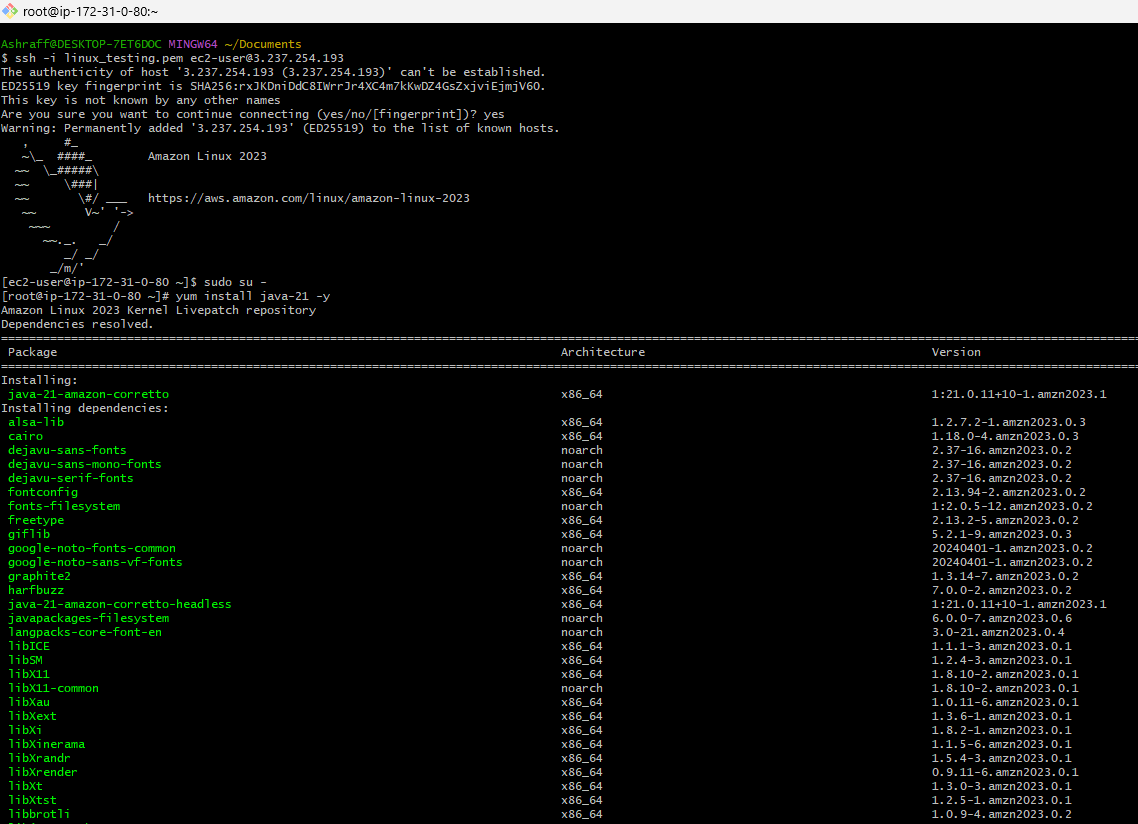 root@ip-172-31-0-80:~
Ashraff@DESKTOP-7ET6DOC MINGW64 ~/Documents
$ ssh -i linux_testing.pem ec2-user@3.237.254.193
The authenticity of host '3.237.254.193 (3.237.254.193)' can't be established.
ED25519 key fingerprint is SHA256:rxJKDniDdC8IWrrJr4XC4m7kKwDZ4GsZxjviEjmjV6O.
This key is not known by any other names
Are you sure you want to continue connecting (yes/no/[fingerprint])? yes
Warning: Permanently added '3.237.254.193' (ED25519) to the list of known hosts.
   ,     #_
   ~\_  ####_        Amazon Linux 2023
  ~~  \_#####\
  ~~     \###|
  ~~       \#/ ___   https://aws.amazon.com/linux/amazon-linux-2023
   ~~       V~' '->
    ~~~         /
      ~~._.   _/
         _/ _/
       _/m/'
[ec2-user@ip-172-31-0-80 ~]$ sudo su -
[root@ip-172-31-0-80 ~]# yum install java-21 -y
Amazon Linux 2023 Kernel Livepatch repository
Dependencies resolved.
Package Architecture Version
Installing:
java-21-amazon-corretto x86_64 1:21.0.11+10-1.amzn2023.1
Installing dependencies:
alsa-lib x86_64 1.2.7.2-1.amzn2023.0.3
cairo x86_64 1.18.0-4.amzn2023.0.3
dejavu-sans-fonts noarch 2.37-16.amzn2023.0.2
dejavu-sans-mono-fonts noarch 2.37-16.amzn2023.0.2
dejavu-serif-fonts noarch 2.37-16.amzn2023.0.2
fontconfig x86_64 2.13.94-2.amzn2023.0.2
fonts-filesystem noarch 1:2.0.5-12.amzn2023.0.2
freetype x86_64 2.13.2-5.amzn2023.0.2
giflib x86_64 5.2.1-9.amzn2023.0.3
google-noto-fonts-common noarch 20240401-1.amzn2023.0.2
google-noto-sans-vf-fonts noarch 20240401-1.amzn2023.0.2
graphite2 x86_64 1.3.14-7.amzn2023.0.2
harfbuzz x86_64 7.0.0-2.amzn2023.0.2
java-21-amazon-corretto-headless x86_64 1:21.0.11+10-1.amzn2023.1
javapackages-filesystem noarch 6.0.0-7.amzn2023.0.6
langpacks-core-font-en noarch 3.0-21.amzn2023.0.4
libICE x86_64 1.1.1-3.amzn2023.0.1
libSM x86_64 1.2.4-3.amzn2023.0.1
libX11 x86_64 1.8.10-2.amzn2023.0.1
libX11-common noarch 1.8.10-2.amzn2023.0.1
libXau x86_64 1.0.11-6.amzn2023.0.1
libXext x86_64 1.3.6-1.amzn2023.0.1
libXi x86_64 1.8.2-1.amzn2023.0.1
libXinerama x86_64 1.1.5-6.amzn2023.0.1
libXrandr x86_64 1.5.4-3.amzn2023.0.1
libXrender x86_64 0.9.11-6.amzn2023.0.1
libXt x86_64 1.3.0-3.amzn2023.0.1
libXtst x86_64 1.2.5-1.amzn2023.0.1
libbrotli x86_64 1.0.9-4.amzn2023.0.2